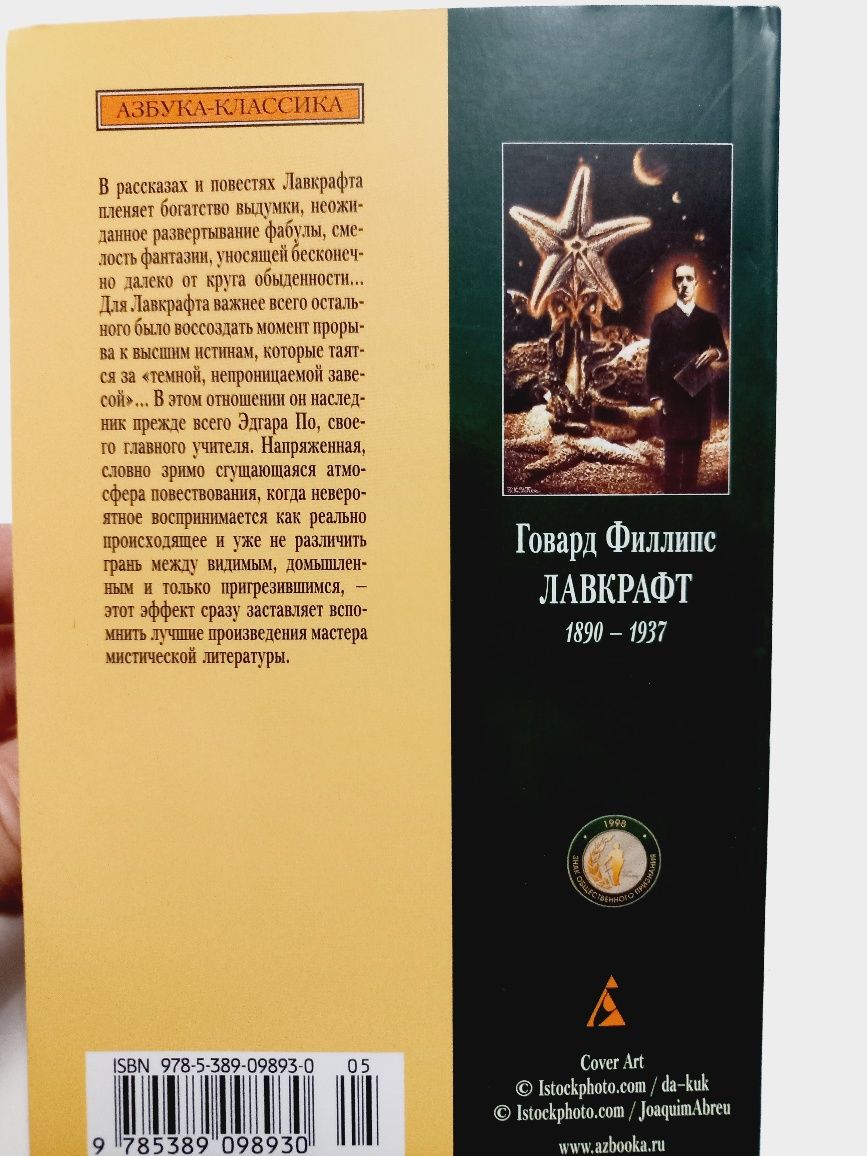 АЗБУКА-КЛАССИКА
В рассказах и повестях Лавкрафта
пленяет богатство выдумки, неожи-
данное развертывание фабулы, сме-
лость фантазии, уносящей бесконеч-
но далеко от круга обыденности...
Для Лавкрафта важнее всего осталь-
ного было воссоздать момент проры-
ва к высшим истинам, которые таят-
ся за «темной, непроницаемой заве-
сой»... В этом отношении он наслед-
ник прежде всего Эдгара По, свое-
го главного учителя. Напряженная,
словно зримо сгущающаяся атмо-
сфера повествования, когда неверо-
ятное воспринимается как реально
происходящее и уже не различить
грань между видимым, домышлен-
ным и только пригрезившимся, –
этот эффект сразу заставляет вспо-
мнить лучшие произведения мастера
мистической литературы.
ISBN 978-5-389-09893-0
05
9 785389 098930
Говард Филлипс
ЛАВКРАФТ
1890 – 1937
1998
ЗНАК ОБЩЕСТВЕННОГО ПРИЗНАНИЯ
Cover Art
© Istockphoto.com / da-kuk
© Istockphoto.com / JoaquimAbreu
www.azbooka.ru